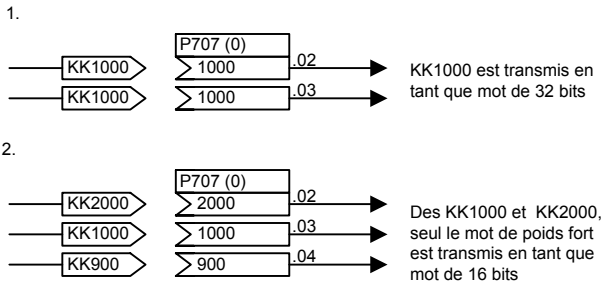 1.
P707 (0)
KK1000 1000 .02
KK1000 1000 .03
KK1000 est transmis en
tant que mot de 32 bits
2.
P707 (0)
KK2000 2000 .02
KK1000 1000 .03
KK900 900 .04
Des KK1000 et KK2000,
seul le mot de poids fort
est transmis en tant que
mot de 16 bits